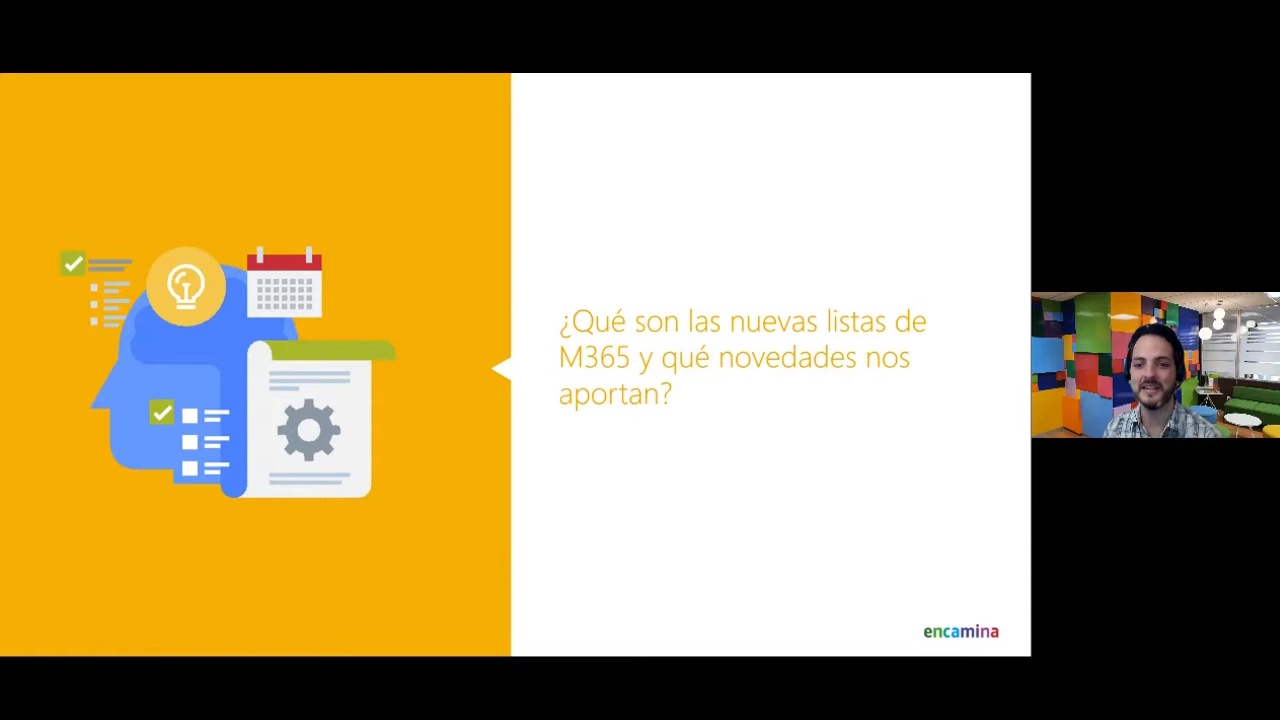 ¿Qué son las nuevas listas de
M365 y qué novedades nos
aportan?
encamina